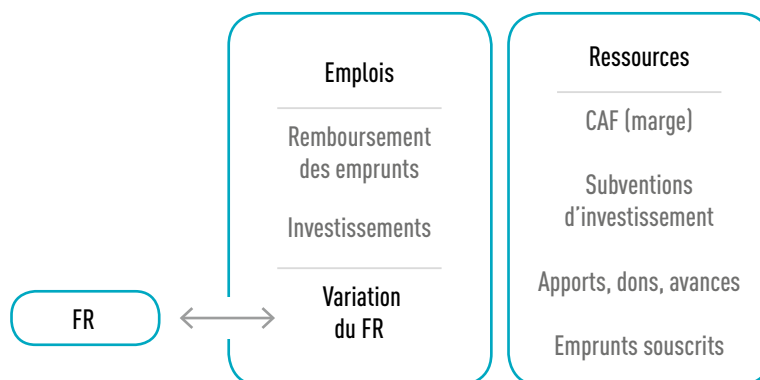 Emplois
Remboursement
des emprunts
Investissements
Variation
du FR
FR
Ressources
CAF (marge)
Subventions
d'investissement
Apports, dons, avances
Emprunts souscrits